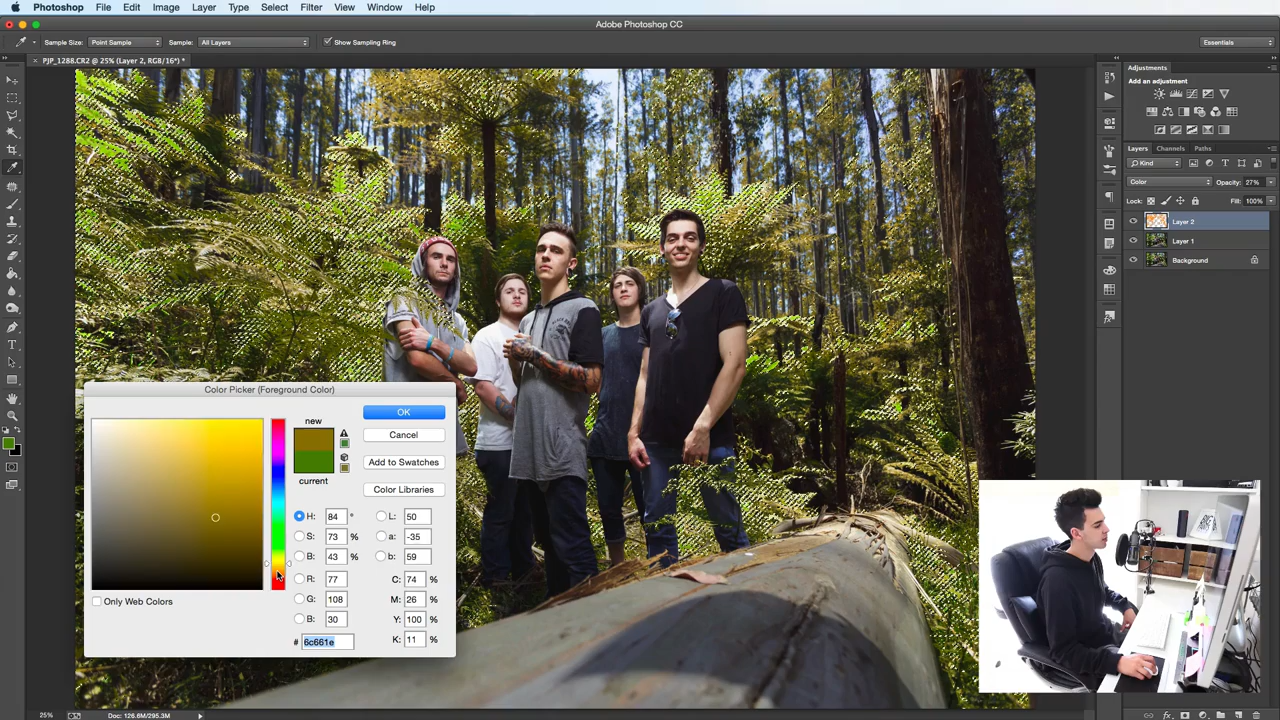 Photoshop File Edit Image Layer Type Select Filter View Window Help
Adobe Photoshop CC
Sample Size: Point Sample Sample: All Layers Show Sampling Ring Essentials
PJP_1288.CR2 @ 25% (Layer 2, RGB/16*) *
Adjustments
Add an adjustment
Layers Channels Paths
Kind
Color Opacity: 27%
Lock: Fill: 100%
Layer 2
Layer 1
Background
Color Picker (Foreground Color)
new
current
OK
Cancel
Add to Swatches
Color Libraries
H: 84 ° L: 50
S: 73 % a: -35
B: 43 % b: 59
R: 77 C: 74 %
G: 108 M: 26 %
B: 30 Y: 100 %
# 6c661e K: 11 %
Only Web Colors
25% Doc: 126.6M/295.3M